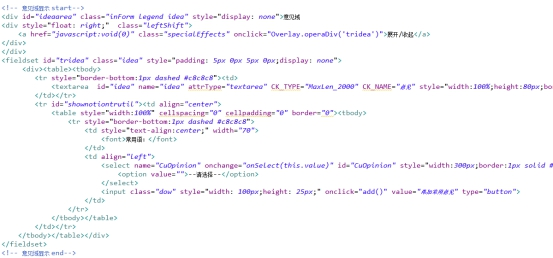 <!-- 意见域展示 start-->
<div id="ideaarea" class="inForm Legend idea" style="display: none">意见域
<div style="float: right;"  class="leftShift">
<a href="javascript:void(0)" class="specialEffects" onclick="Overlay.operaDiv('tridea')">展开/收起</a>
</div>
</div>
<fieldset id="tridea" class="idea" style="padding: 5px 0px 5px 0px;display: none">
<div><table><tbody>
<tr style="border-bottom:1px dashed #c8c8c8"><td>
<textarea  id="idea" name="idea" attrType="textarea" CK_TYPE="MaxLen_2000" CK_NAME="意见" style="width:100%;height:80px;bor
</td></tr>
<tr id="shownotiontrutil"><td align="center">
<table style="width:100%" cellspacing="0" cellpadding="0" border="0"><tbody>
<tr style="border-bottom:1px dashed #c8c8c8">
<td style="text-align:center;" width="70">
<font>常用语：</font>
</td>
<td align="left">
<select name="CuOpinion" onchange="onSelect(this.value)" id="CuOpinion" style="width:300px;border:1px solid #
<option value="">--请选择--</option>
</select>
<input class="dow" style="width: 100px;height: 25px;" onclick="add()" value="添加常用意见" type="button">
</td>
</tr>
</tbody></table>
</td></tr>
</tbody></table></div>
</fieldset>
<!-- 意见域展示 end-->